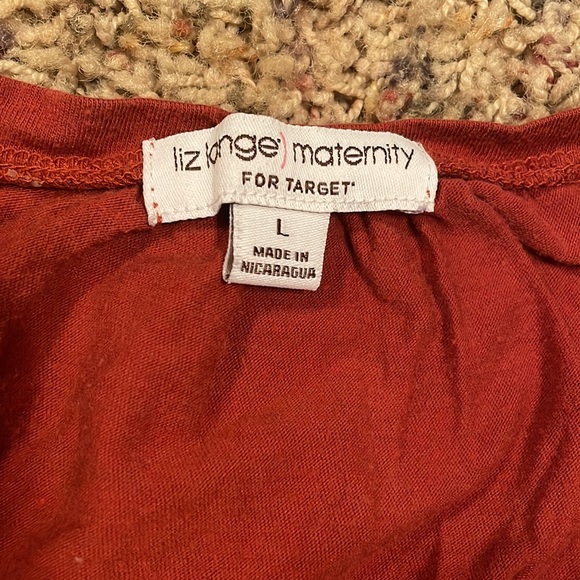 liz lange) maternity
FOR TARGET
L
MADE IN
NICARAGUA